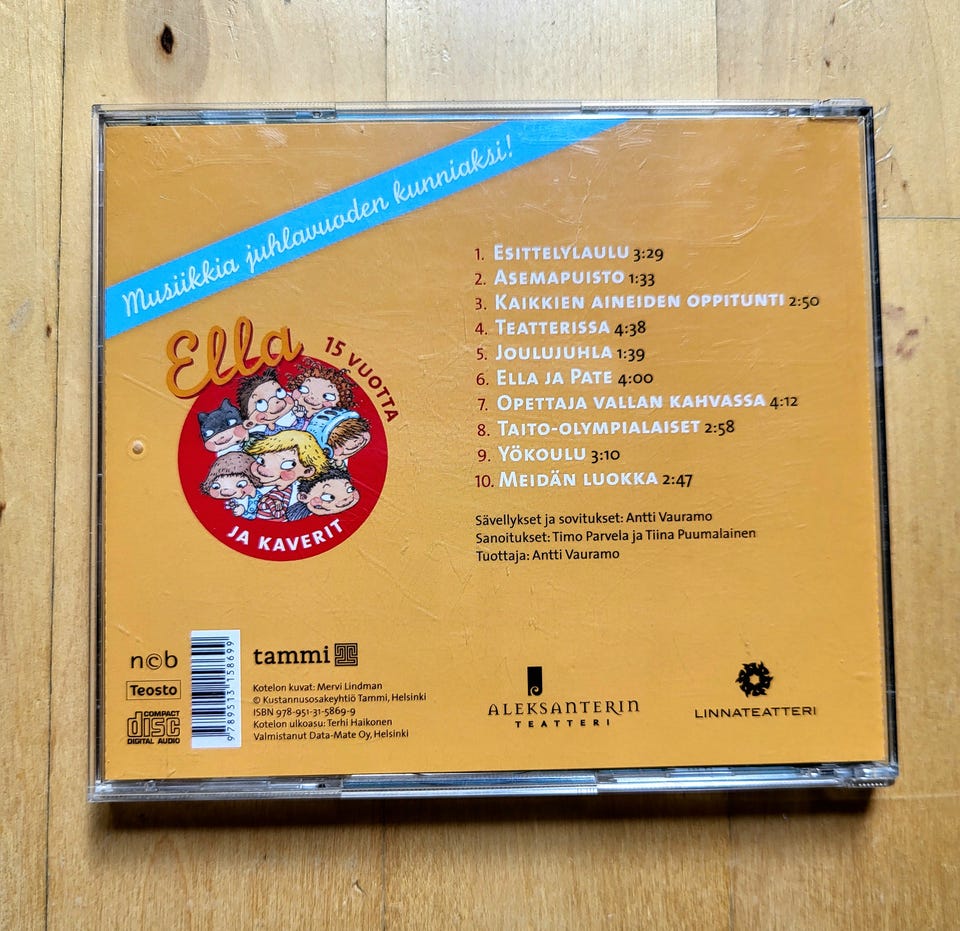 Musiikkia juhlavuoden kunniaksi!
Ella
15 VUOTTA
JA KAVERIT
1. ESITTELYLAULU 3:29
2. ASEMAPUISTO 1:33
3. KAIKKIEN AINEIDEN OPPITUNTI 2:50
4. TEATTERISSA 4:38
5. JOULUJUHLA 1:39
6. ELLA JA PATE 4:00
7. OPETTAJA VALLAN KAHVASSA 4:12
8. TAITO-OLYMPIALAISET 2:58
9. YÖKOULU 3:10
10. MEIDÄN LUOKKA 2:47
Sävellykset ja sovitukset: Antti Vauramo
Sanoitukset: Timo Parvela ja Tiina Puumalainen
Tuottaja: Antti Vauramo
n©b
Teosto
COMPACT
disc
DIGITAL AUDIO
9 789513 158699
tammi
Kotelon kuvat: Mervi Lindman
© Kustannusosakeyhtiö Tammi, Helsinki
ISBN 978-951-31-5869-9
Kotelon ulkoasu: Terhi Haikonen
Valmistanut Data-Mate Oy, Helsinki
ALEKSANTERIN
TEATTERI
LINNATEATTERI